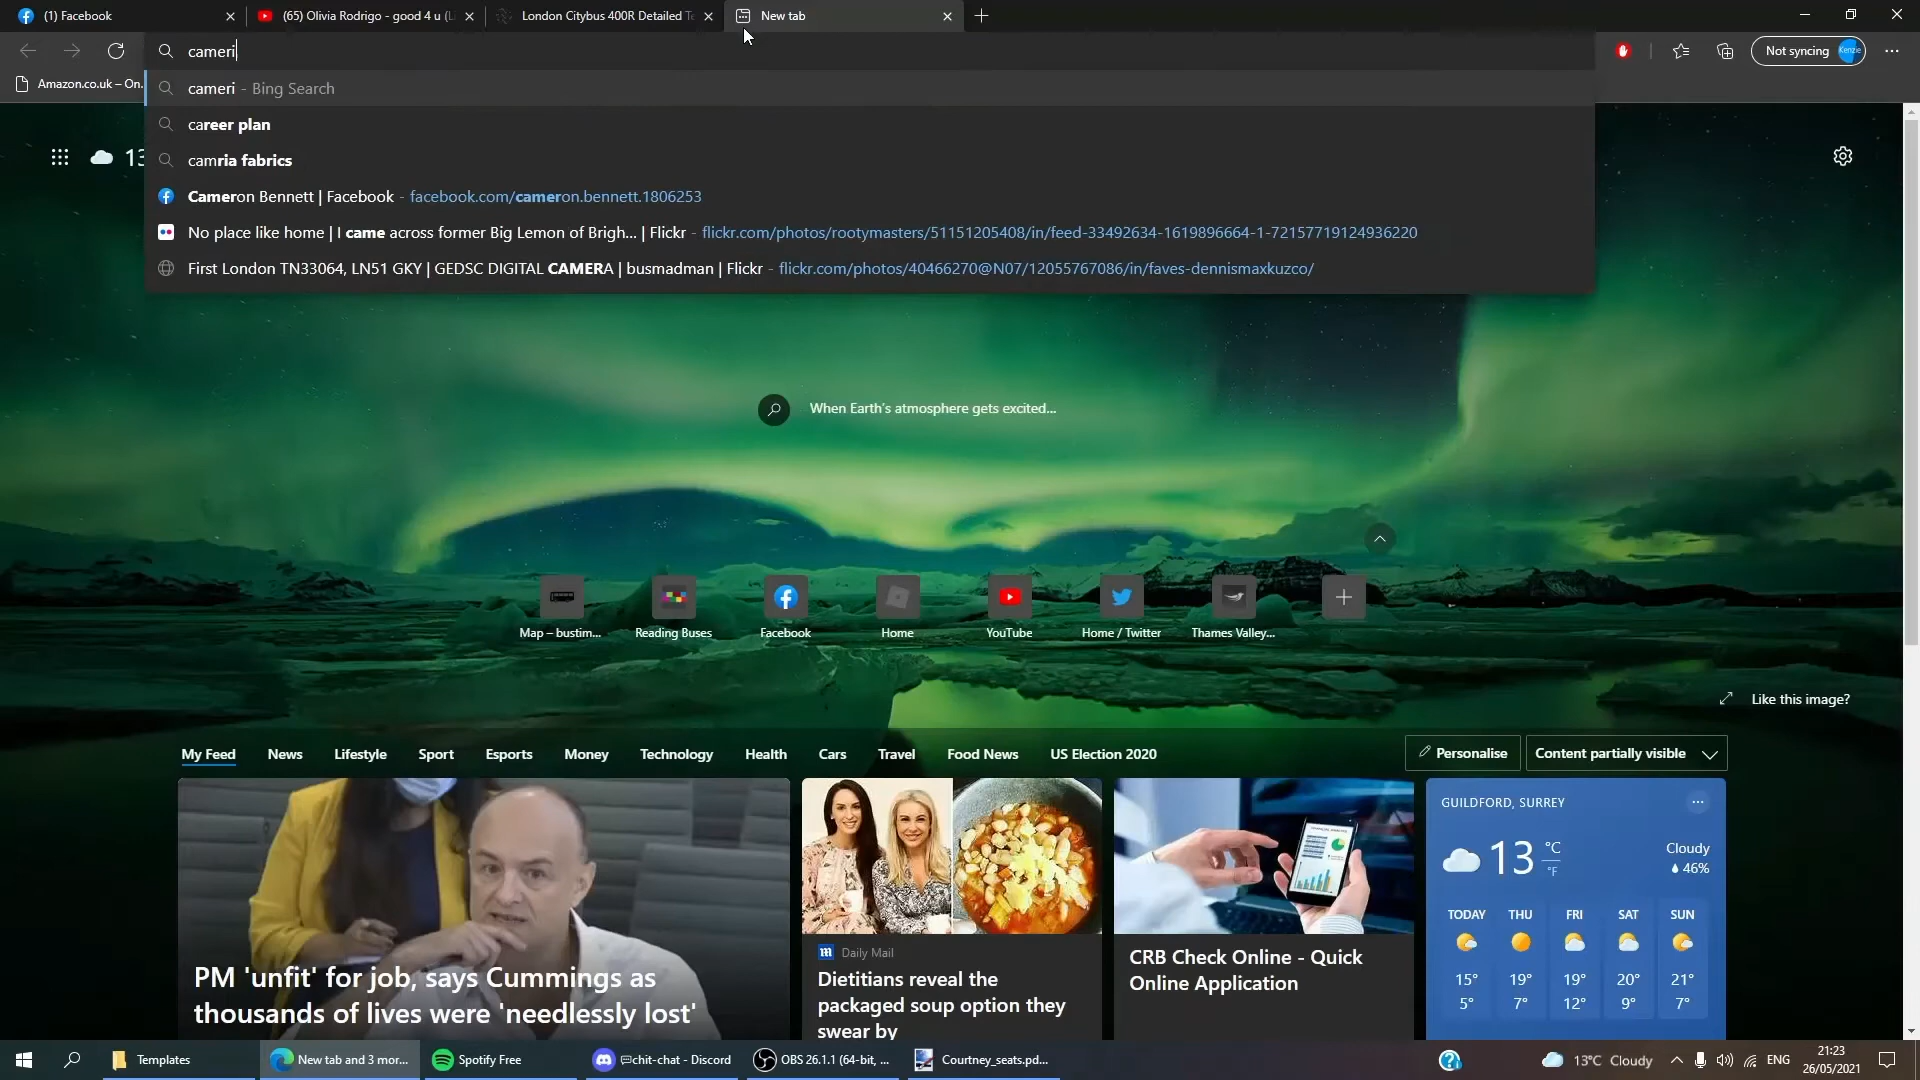 (1) Facebook
(65) Olivia Rodrigo - good 4 u (L
London Citybus 400R Detailed Te
New tab
cameri
Not syncing
Kenzie
Amazon.co.uk – On.
cameri - Bing Search
career plan
camria fabrics
Cameron Bennett | Facebook - facebook.com/cameron.bennett.1806253
No place like home | I came across former Big Lemon of Brigh... | Flickr - flickr.com/photos/rootymasters/51151205408/in/feed-33492634-1619896664-1-72157719124936220
First London TN33064, LN51 GKY | GEDSC DIGITAL CAMERA | busmadman | Flickr - flickr.com/photos/40466270@N07/12055767086/in/faves-dennismaxkuzco/
13
When Earth's atmosphere gets excited...
Map – bustim...
Reading Buses
Facebook
Home
YouTube
Home / Twitter
Thames Valley...
Like this image?
My Feed
News
Lifestyle
Sport
Esports
Money
Technology
Health
Cars
Travel
Food News
US Election 2020
Personalise
Content partially visible
PM 'unfit' for job, says Cummings as
thousands of lives were 'needlessly lost'
m Daily Mail
Dietitians reveal the
packaged soup option they
swear by
CRB Check Online - Quick
Online Application
GUILDFORD, SURREY
13 °C
°F
Cloudy
46%
TODAY THU FRI SAT SUN
15° 19° 19° 20° 21°
5° 7° 12° 9° 7°
Templates
New tab and 3 mor...
Spotify Free
chit-chat - Discord
OBS 26.1.1 (64-bit, ...
Courtney_seats.pd...
13°C Cloudy
ENG
21:23
26/05/2021